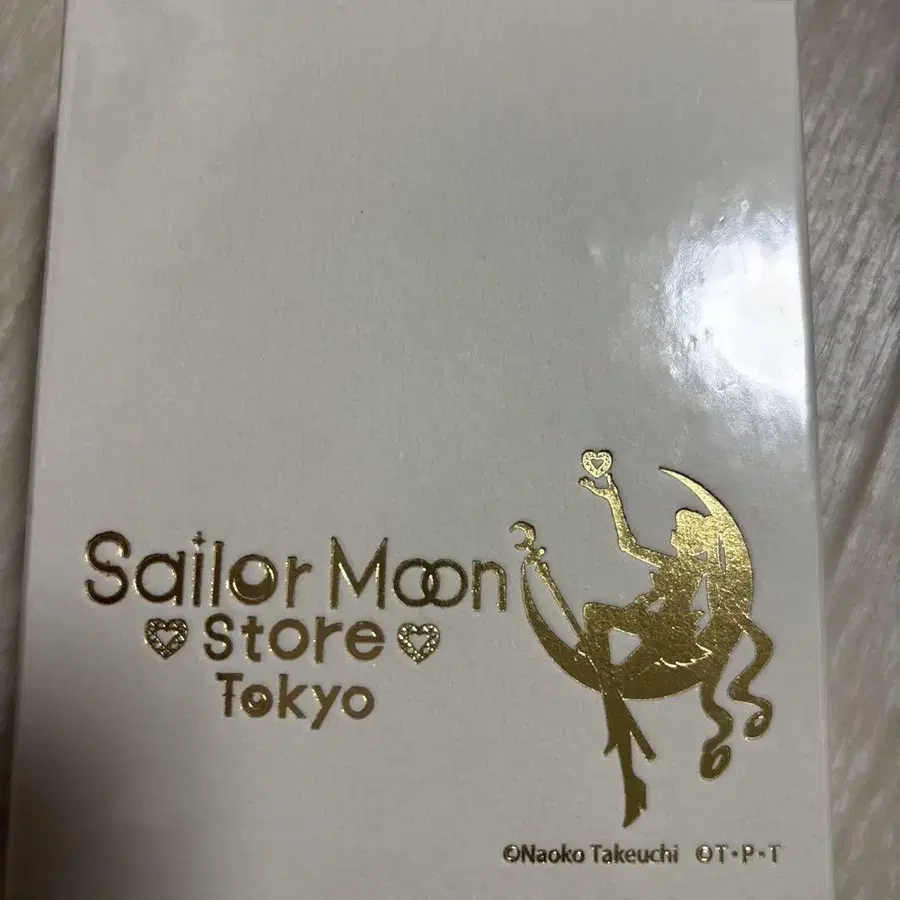 Sailor Moon
store
Tokyo
©Naoko Takeuchi ©T・P・T